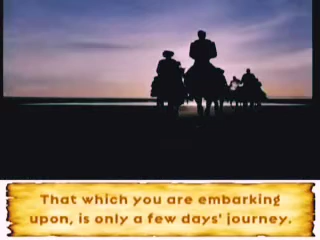 That which you are embarking
upon, is only a few days' journey.